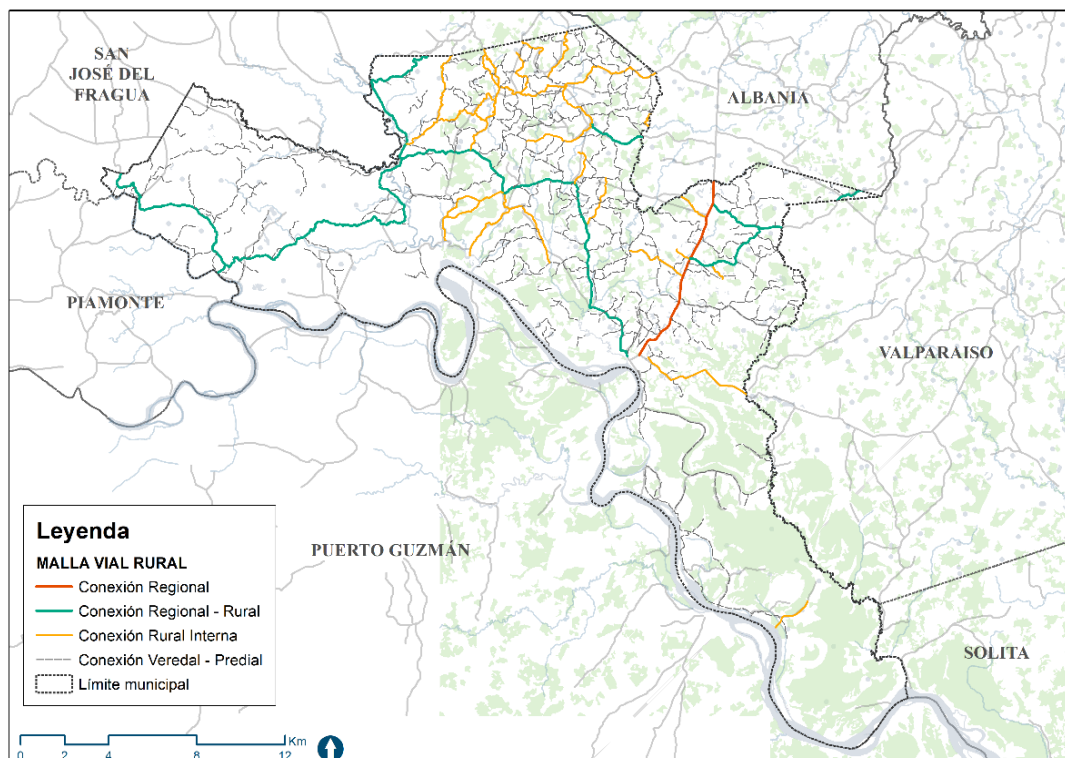 SAN
JOSÉ DEL
FRAGUA
ALBANIA
PIAMONTE
VALPARAISO
PUERTO GUZMÁN
SOLITA
Leyenda
MALLA VIAL RURAL
Conexión Regional
Conexión Regional - Rural
Conexión Rural Interna
Conexión Veredal - Predial
Límite municipal
Km
0 2 4 8 12